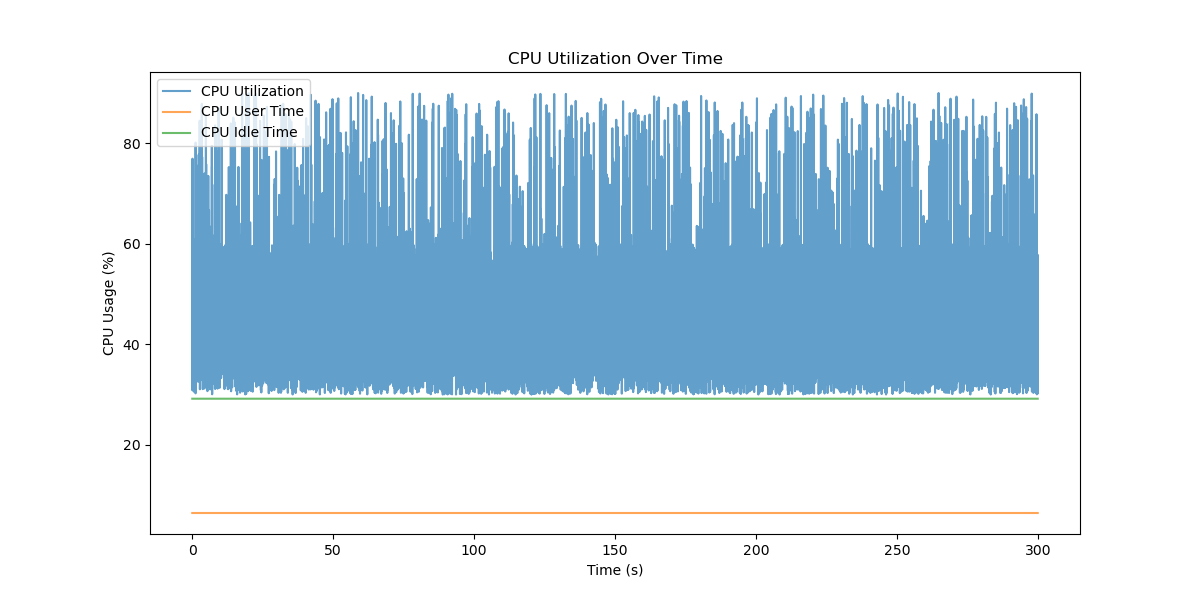 CPU Utilization Over Time
CPU Utilization
CPU User Time
CPU Idle Time
80
60
40
20
CPU Usage (%)
0 50 100 150 200 250 300
Time (s)